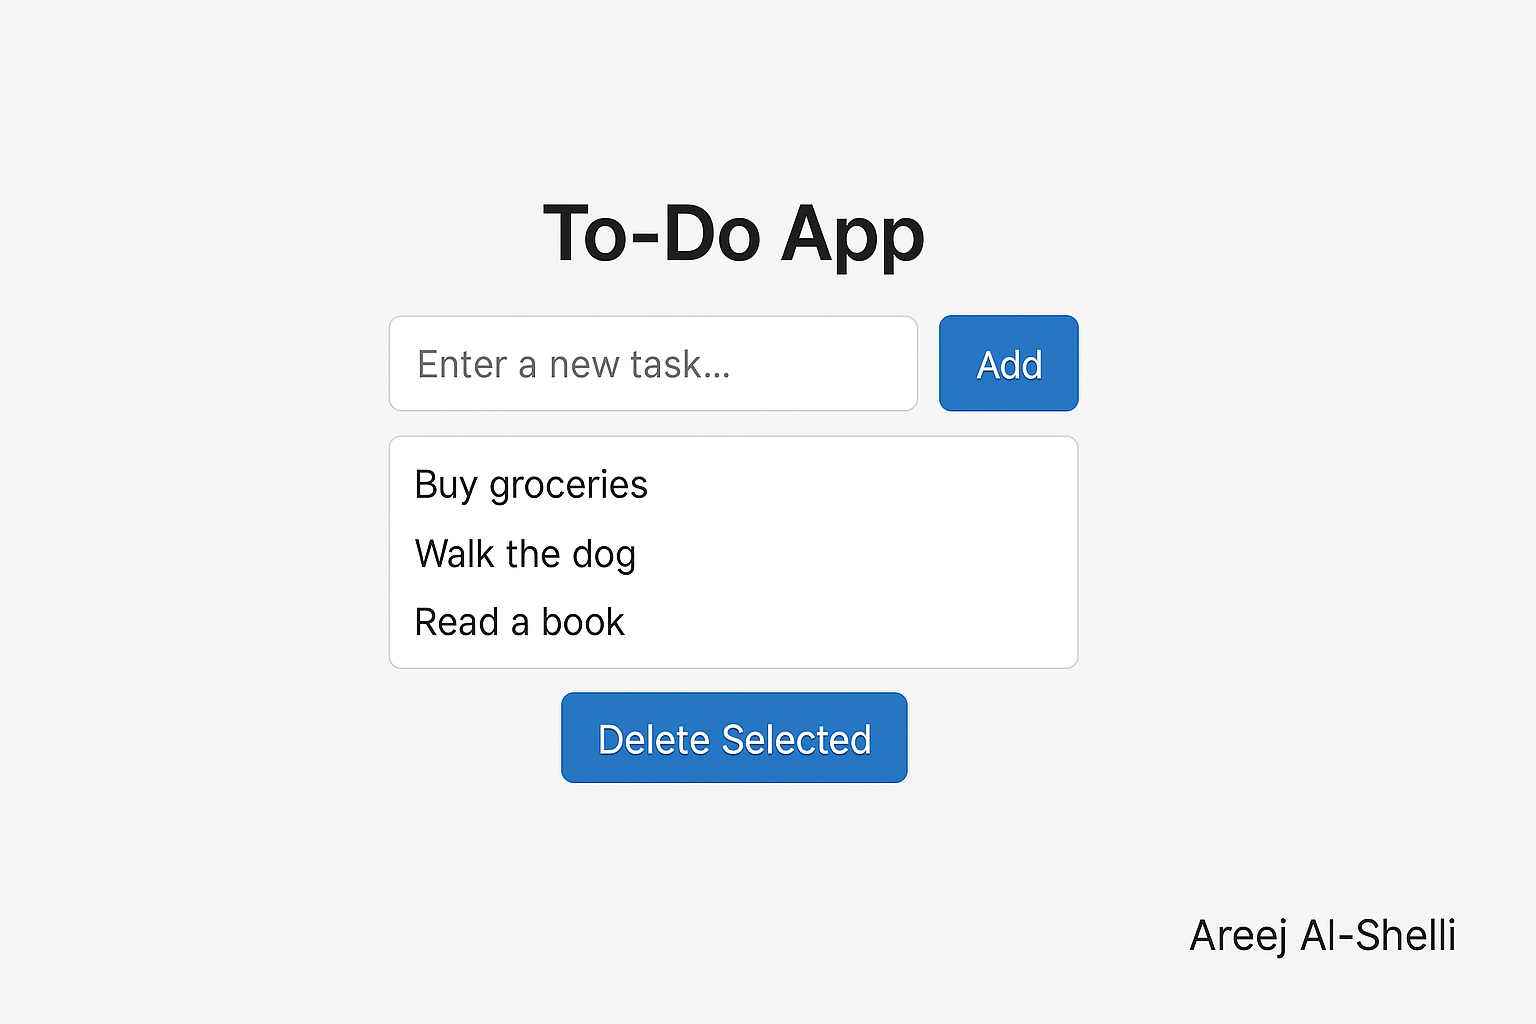 To-Do App
Enter a new task...
Add
Buy groceries
Walk the dog
Read a book
Delete Selected
Areej Al-Shelli